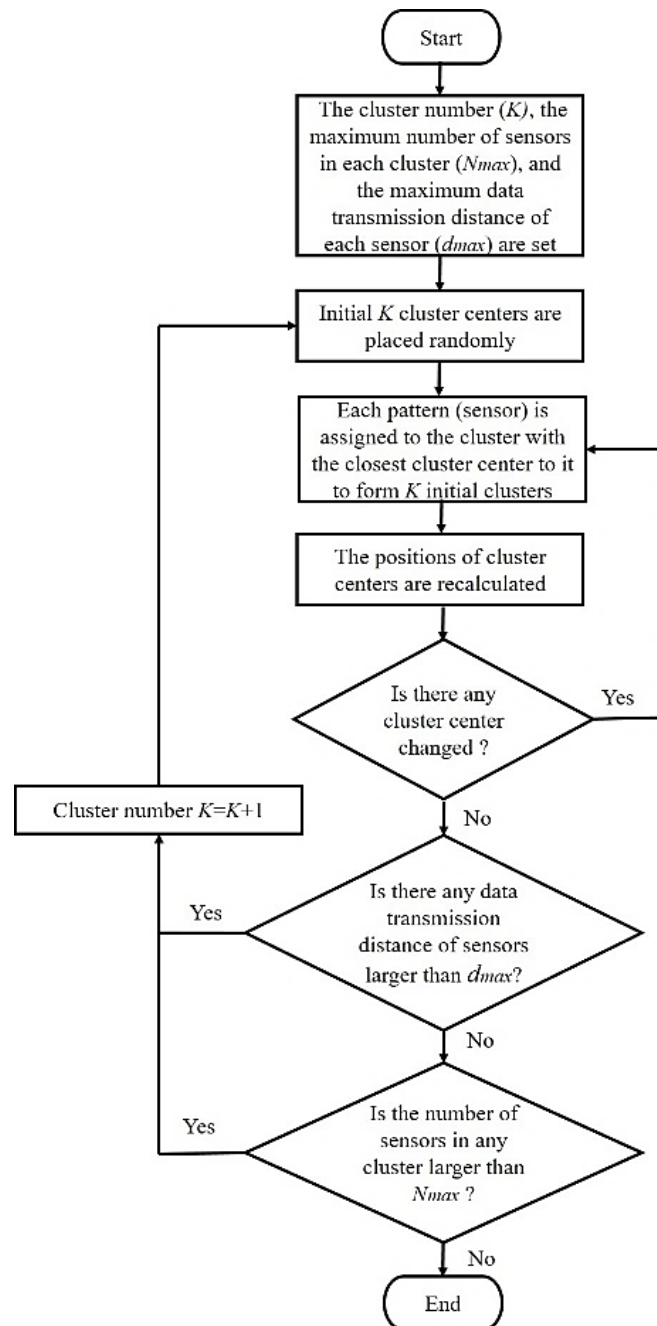 Start
The cluster number (K), the
maximum number of sensors
in each cluster (Nmax), and
the maximum data
transmission distance of
each sensor (dmax) are set
Initial K cluster centers are
placed randomly
Each pattern (sensor) is
assigned to the cluster with
the closest cluster center to it
to form K initial clusters
The positions of cluster
centers are recalculated
Is there any
cluster center
changed ?
Yes
No
Cluster number K=K+1
Is there any data
transmission
distance of sensors
larger than dmax?
Yes
No
Is the number of
sensors in any
cluster larger than
Nmax ?
Yes
No
End